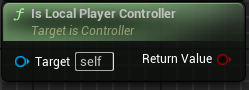 Is Local Player Controller
Target is Controller
Target self Return Value